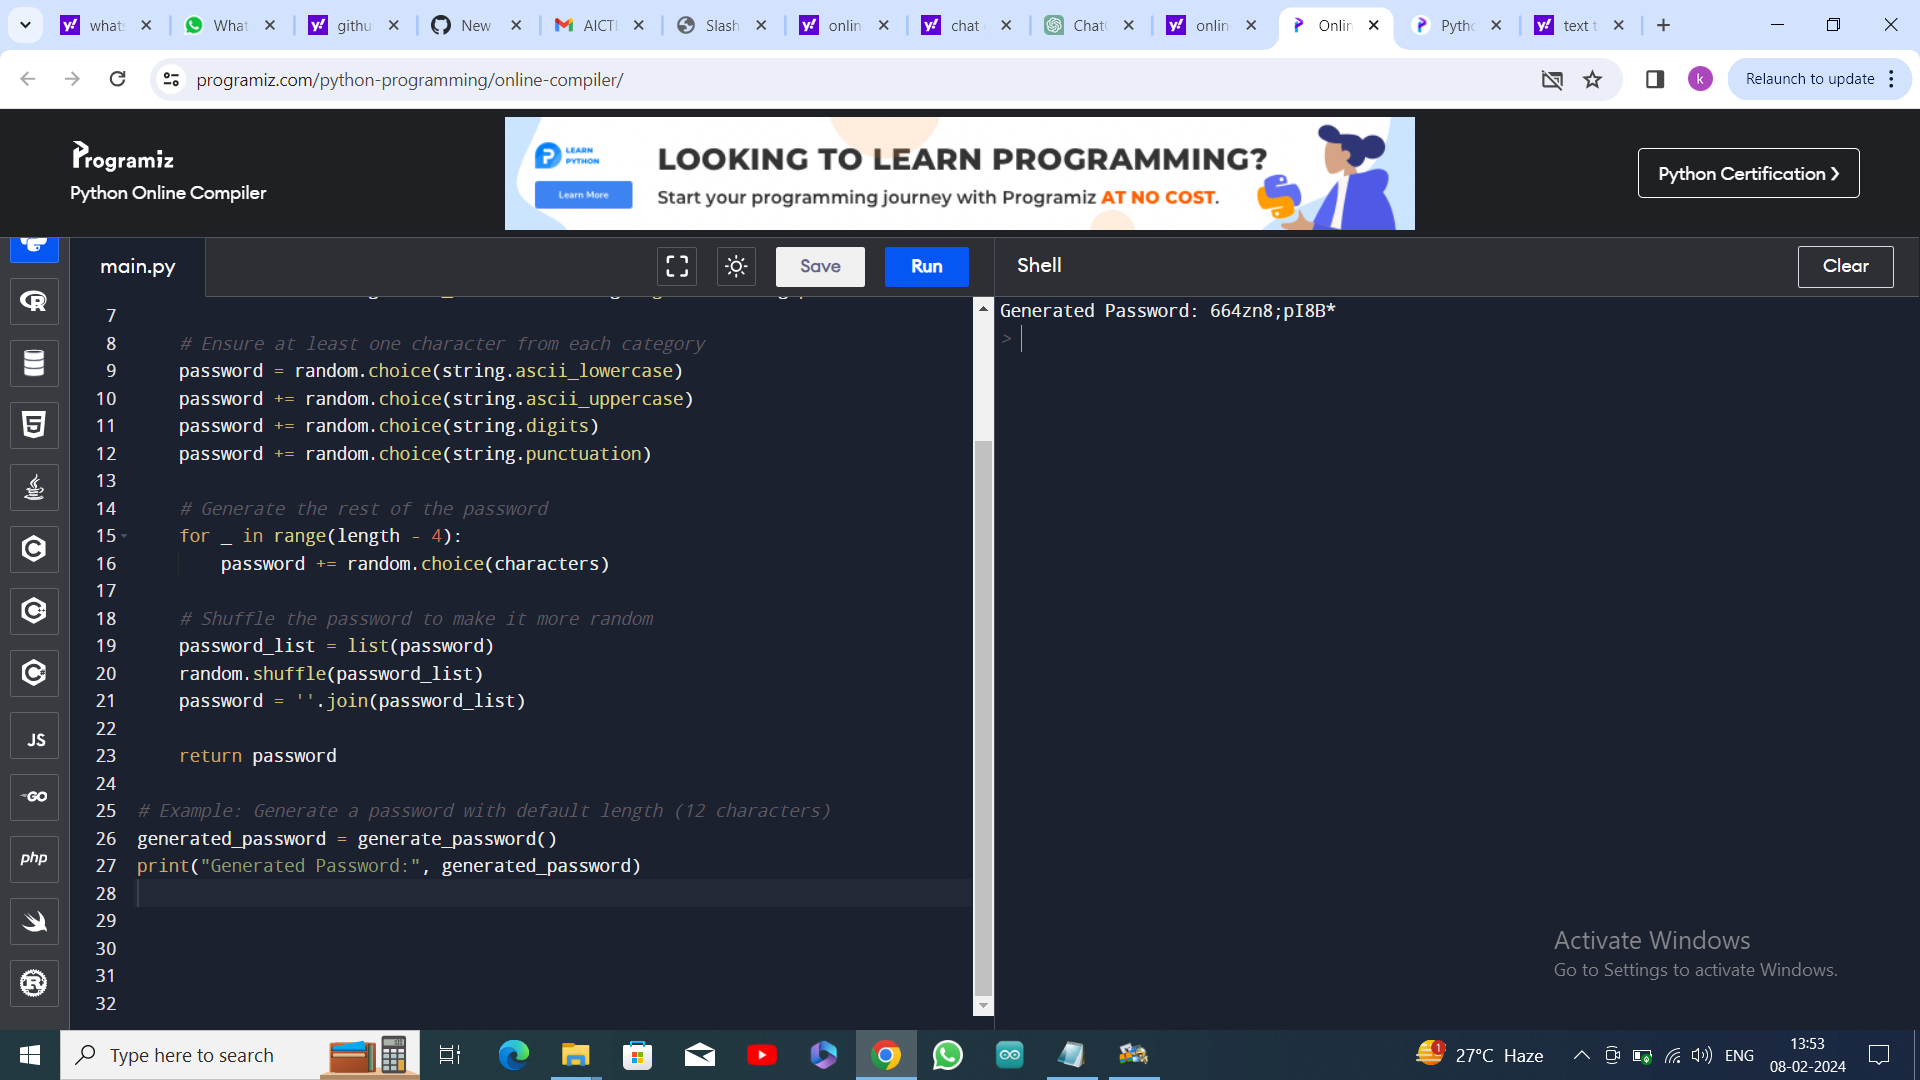 what:
What
githu
New
AICTI
Slash
onlin
chat
Chat
onlin
Onlin
Pythc
text t
programiz.com/python-programming/online-compiler/
k
Relaunch to update
Programiz
Python Online Compiler
LEARN
PYTHON
Learn More
LOOKING TO LEARN PROGRAMMING?
Start your programming journey with Programiz AT NO COST.
Python Certification ❯
main.py
Save
Run
Shell
Clear
7
8 # Ensure at least one character from each category
9 password = random.choice(string.ascii_lowercase)
10 password += random.choice(string.ascii_uppercase)
11 password += random.choice(string.digits)
12 password += random.choice(string.punctuation)
13
14 # Generate the rest of the password
15 for _ in range(length - 4):
16 password += random.choice(characters)
17
18 # Shuffle the password to make it more random
19 password_list = list(password)
20 random.shuffle(password_list)
21 password = ''.join(password_list)
22
23 return password
24
25 # Example: Generate a password with default length (12 characters)
26 generated_password = generate_password()
27 print("Generated Password:", generated_password)
28
29
30
31
32
Generated Password: 664zn8;pI8B*
>
JS
GO
php
Activate Windows
Go to Settings to activate Windows.
Type here to search
1
27°C Haze
ENG
13:53
08-02-2024